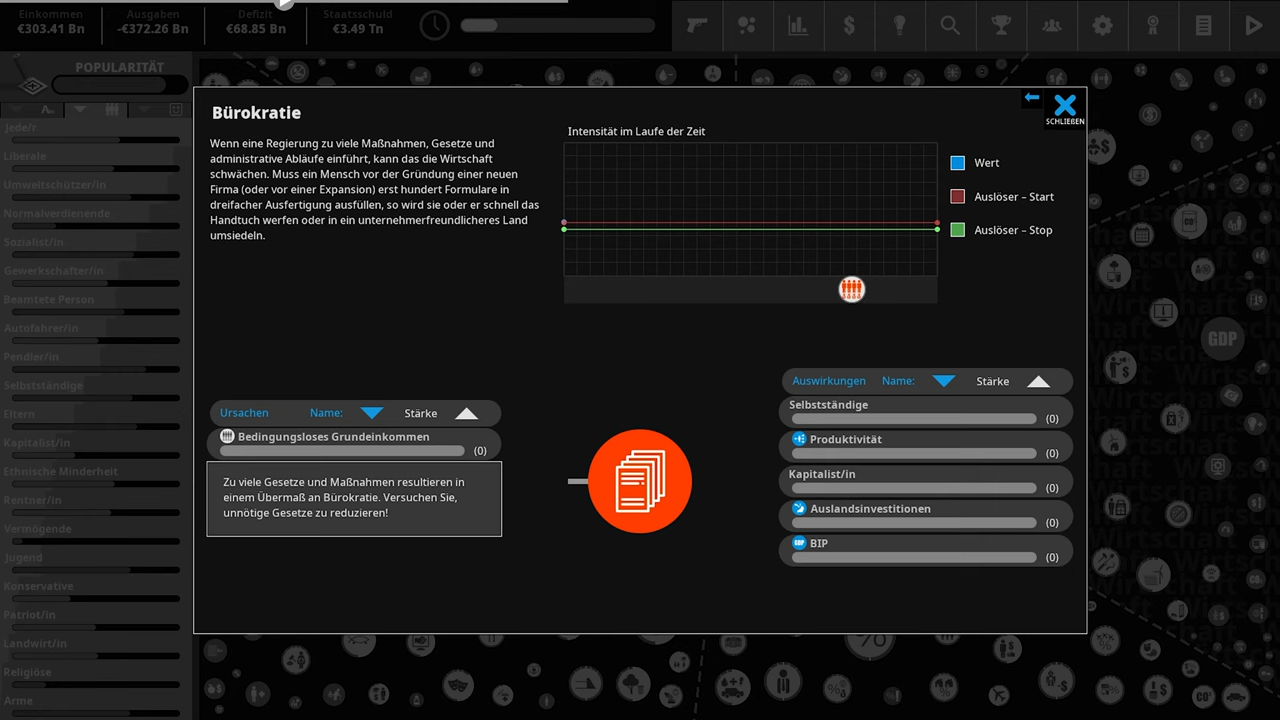 Einkommen
€303.41 Bn
Ausgaben
-€372.26 Bn
Defizit
€68.85 Bn
Staatsschuld
€3.49 Tn
POPULARITÄT
Jede/r
Liberale
Umweltschützer/in
Normalverdienende
Sozialist/in
Gewerkschafter/in
Beamtete Person
Autofahrer/in
Pendler/in
Selbstständige
Eltern
Kapitalist/in
Ethnische Minderheit
Rentner/in
Vermögende
Jugend
Konservative
Patriot/in
Landwirt/in
Religiöse
Arme
Bürokratie
SCHLIEßEN
Wenn eine Regierung zu viele Maßnahmen, Gesetze und
administrative Abläufe einführt, kann das die Wirtschaft
schwächen. Muss ein Mensch vor der Gründung einer neuen
Firma (oder vor einer Expansion) erst hundert Formulare in
dreifacher Ausfertigung ausfüllen, so wird sie oder er schnell das
Handtuch werfen oder in ein unternehmerfreundlicheres Land
umsiedeln.
Intensität im Laufe der Zeit
Wert
Auslöser – Start
Auslöser – Stop
Ursachen Name: Stärke
Bedingungsloses Grundeinkommen
(0)
Zu viele Gesetze und Maßnahmen resultieren in
einem Übermaß an Bürokratie. Versuchen Sie,
unnötige Gesetze zu reduzieren!
Auswirkungen Name: Stärke
Selbstständige
(0)
Produktivität
(0)
Kapitalist/in
(0)
Auslandsinvestitionen
(0)
GDP BIP
(0)
GDP